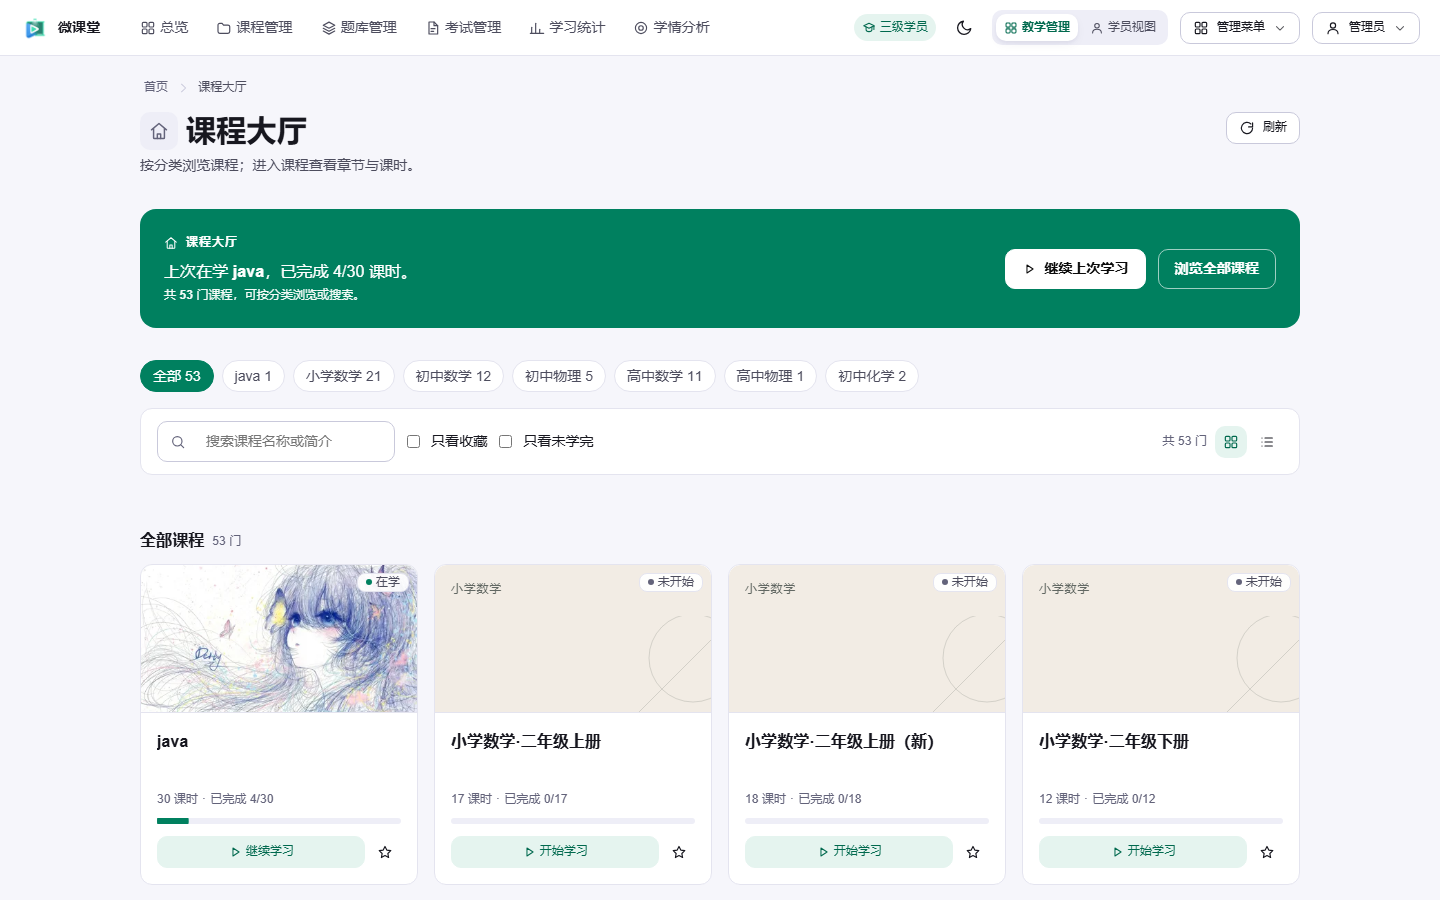 微课堂
总览
课程管理
题库管理
考试管理
学习统计
学情分析
三级学员
教学管理
学员视图
管理菜单
管理员
首页
课程大厅
课程大厅
刷新
按分类浏览课程；进入课程查看章节与课时。
课程大厅
上次在学 java，已完成 4/30 课时。
共 53 门课程，可按分类浏览或搜索。
继续上次学习
浏览全部课程
全部 53
java 1
小学数学 21
初中数学 12
初中物理 5
高中数学 11
高中物理 1
初中化学 2
搜索课程名称或简介
只看收藏
只看未学完
共 53 门
全部课程 53 门
在学
java
30 课时 · 已完成 4/30
继续学习
小学数学
未开始
小学数学·二年级上册
17 课时 · 已完成 0/17
开始学习
小学数学
未开始
小学数学·二年级上册（新）
18 课时 · 已完成 0/18
开始学习
小学数学
未开始
小学数学·二年级下册
12 课时 · 已完成 0/12
开始学习